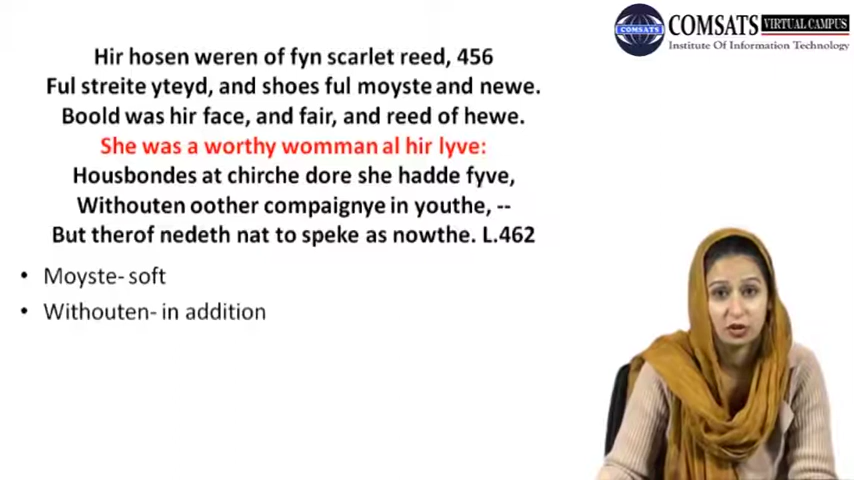 COMSATS
COMSATS VIRTUAL CAMPUS
Institute Of Information Technology
Hir hosen weren of fyn scarlet reed, 456
Ful streite yteyd, and shoes ful moyste and newe.
Boold was hir face, and fair, and reed of hewe.
She was a worthy womman al hir lyve:
Housbondes at chirche dore she hadde fyve,
Withouten oother compaignye in youthe, --
But therof nedeth nat to speke as nowthe. L.462
• Moyste- soft
• Withouten- in addition